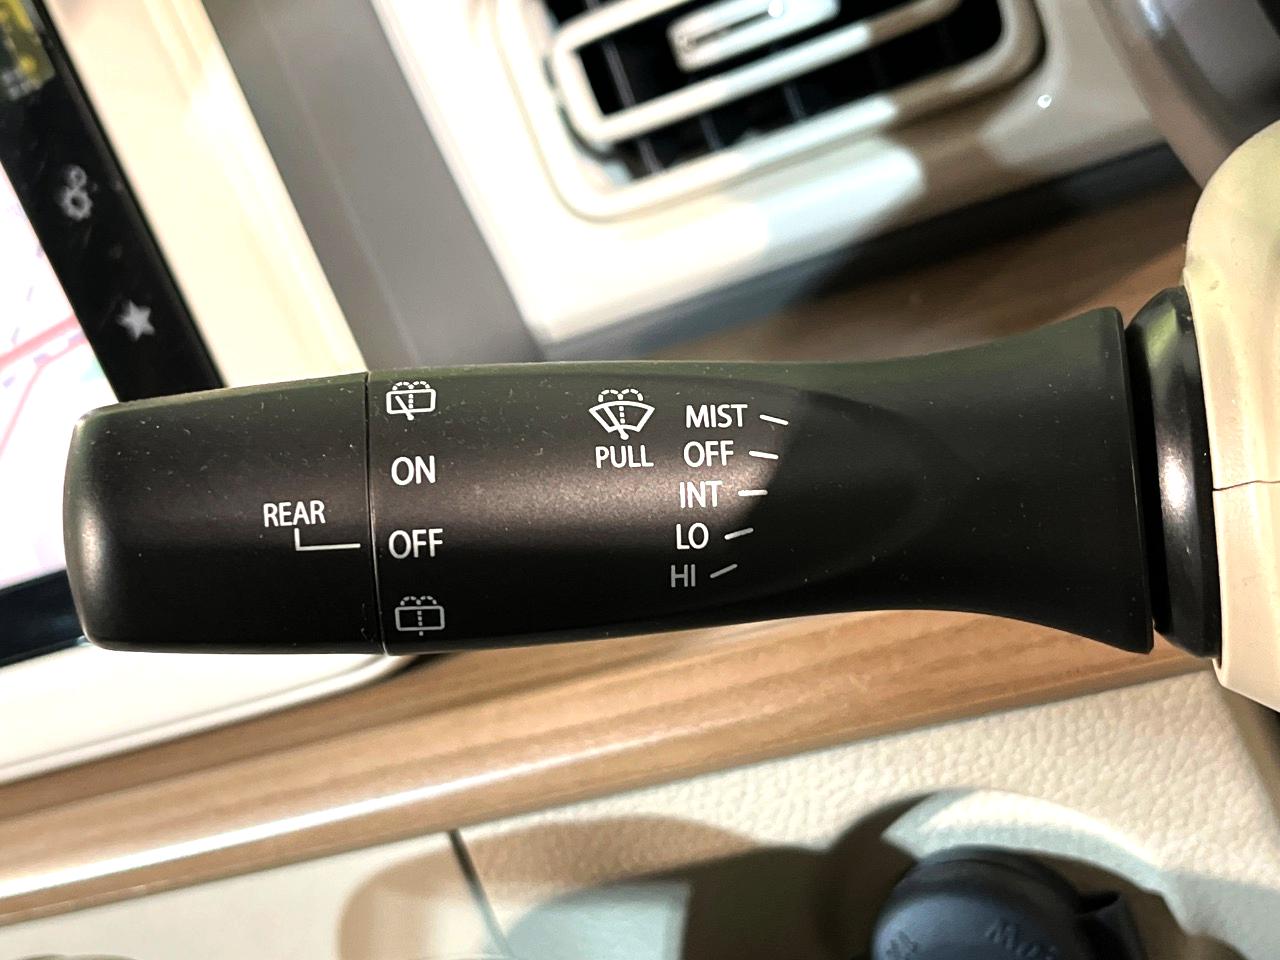 MIST
PULL
OFF
ON
INT
REAR
LO
OFF
HI